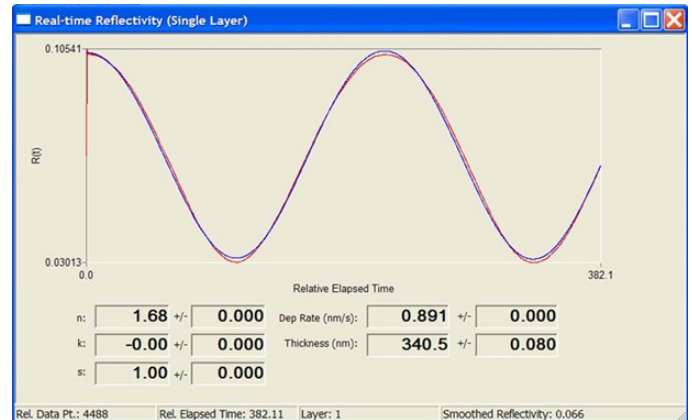 Real-time Reflectivity (Single Layer)
0.10541
R(t)
0.03013
0.0
382.1
Relative Elapsed Time
n: 1.68 +/- 0.000 Dep Rate (nm/s): 0.891 +/- 0.000
k: -0.00 +/- 0.000 Thickness (nm): 340.5 +/- 0.080
s: 1.00 +/- 0.000
Rel. Data Pt.: 4488 Rel. Elapsed Time: 382.11 Layer: 1 Smoothed Reflectivity: 0.066